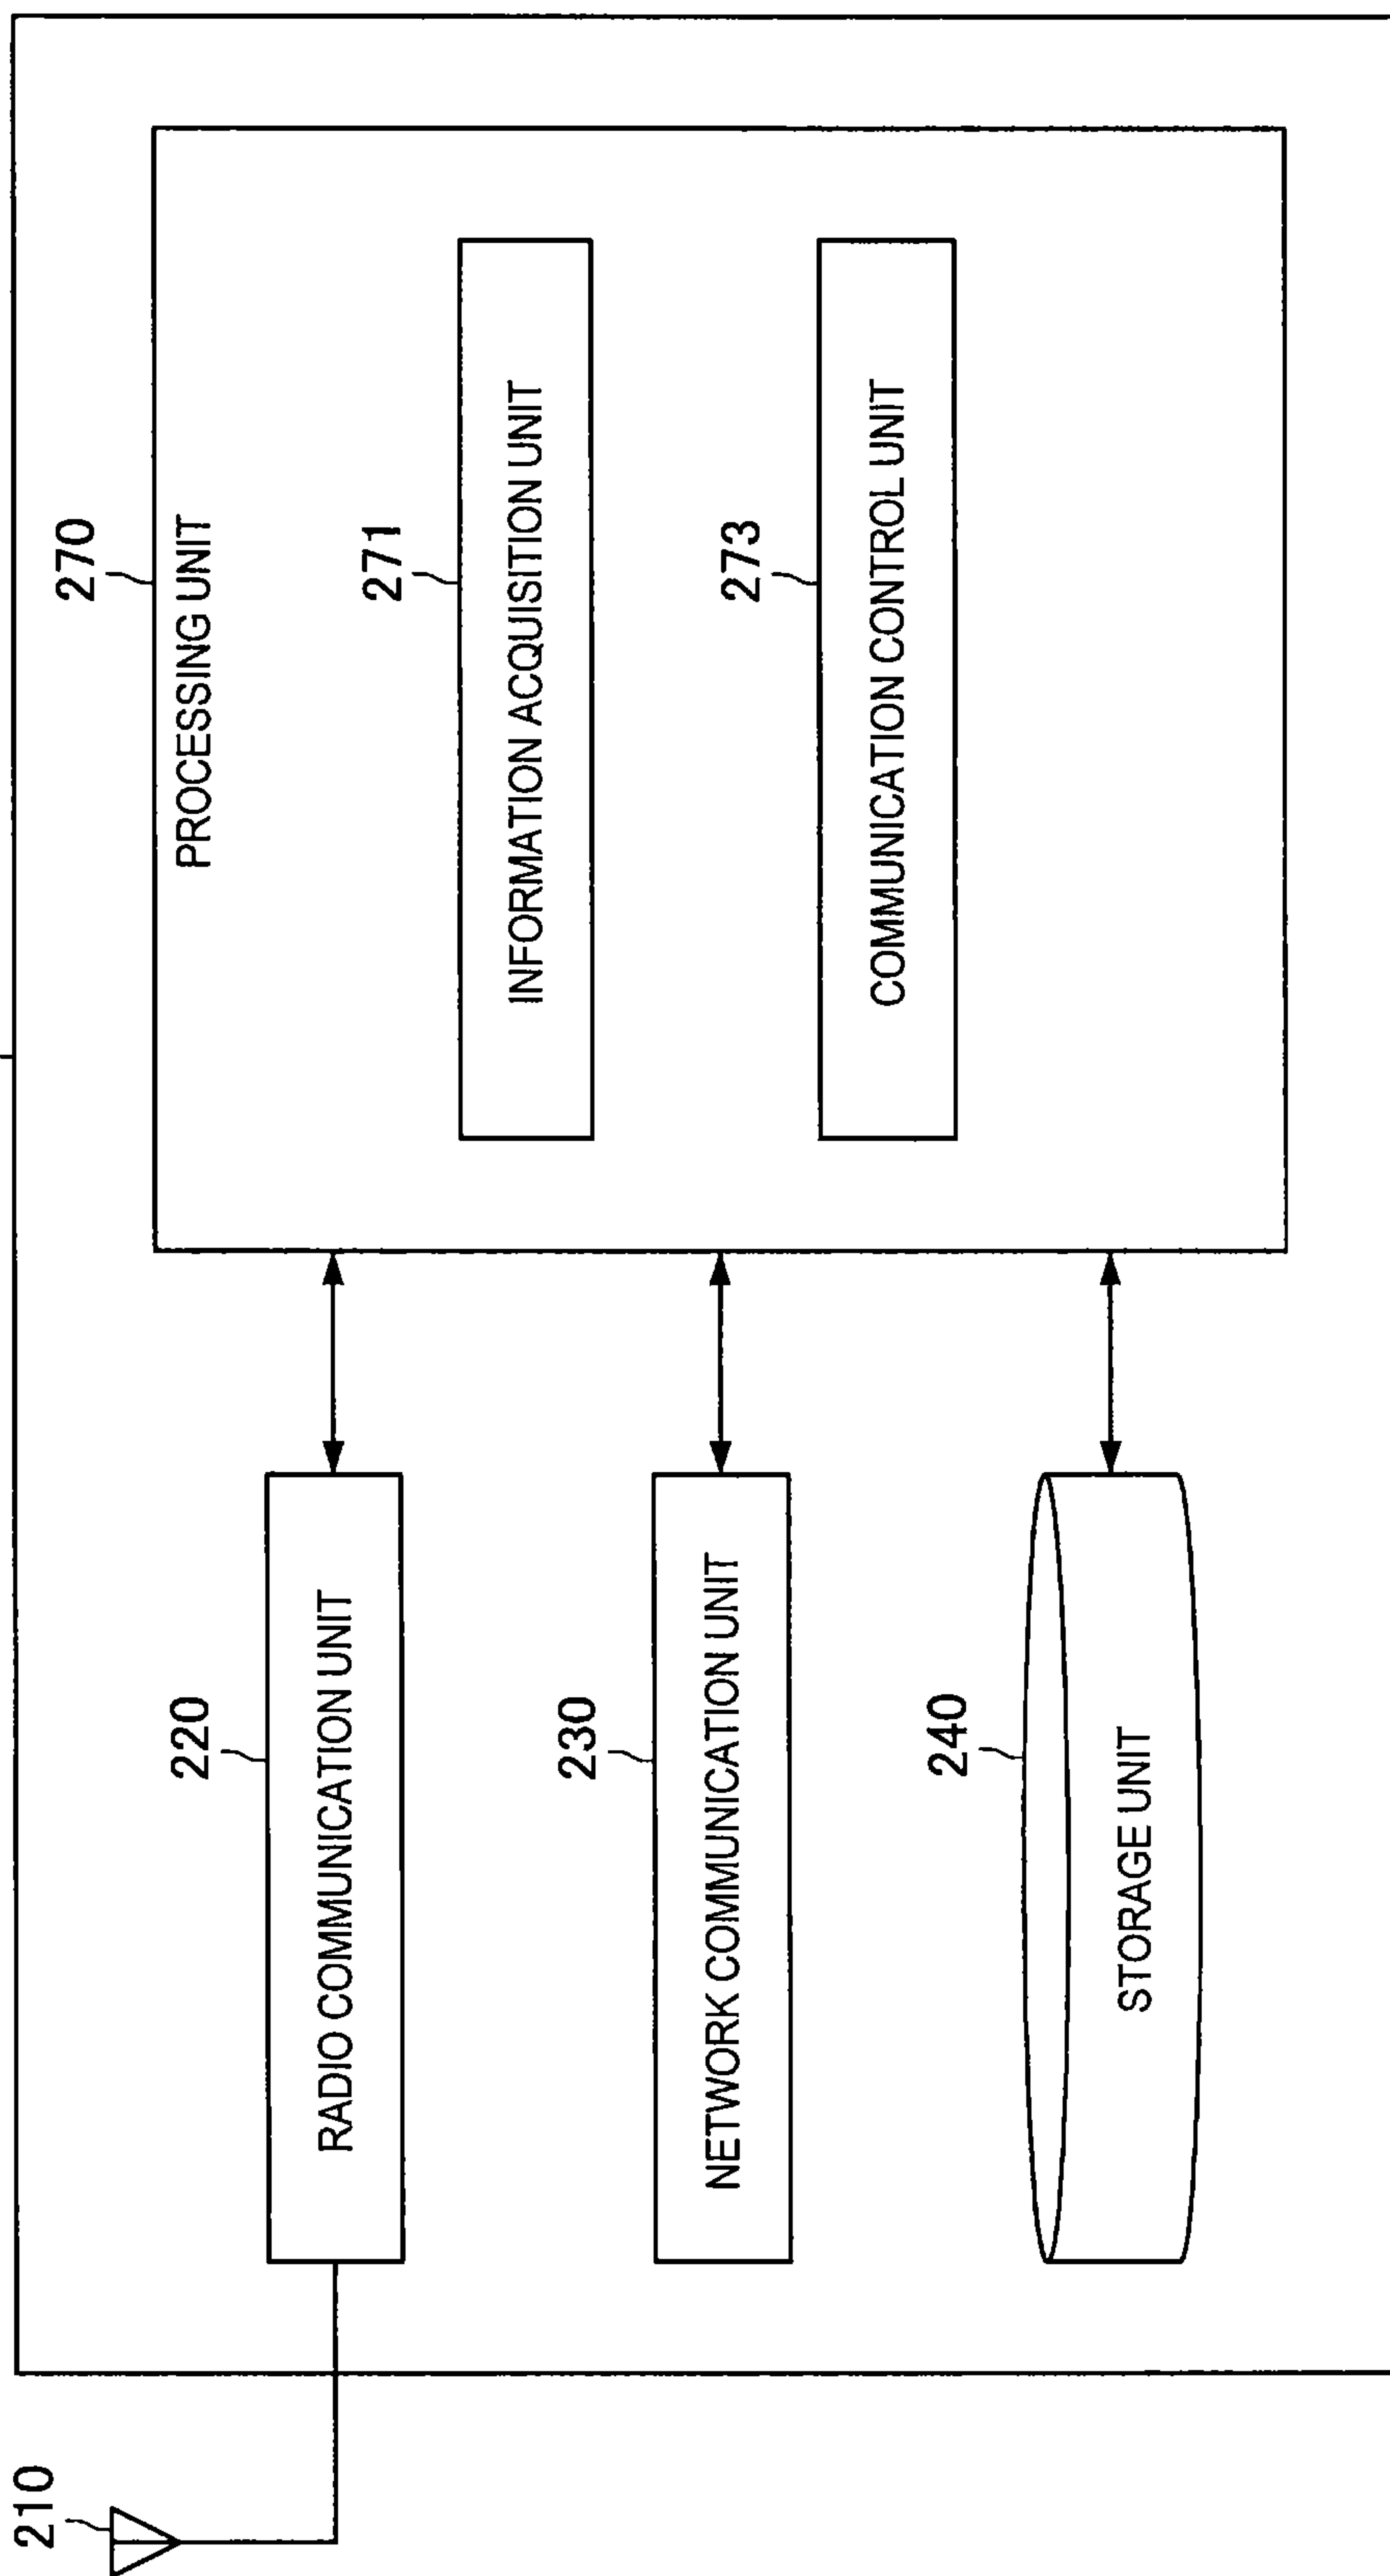 210
220
RADIO COMMUNICATION UNIT
230
NETWORK COMMUNICATION UNIT
240
STORAGE UNIT
270
PROCESSING UNIT
271
INFORMATION ACQUISITION UNIT
273
COMMUNICATION CONTROL UNIT